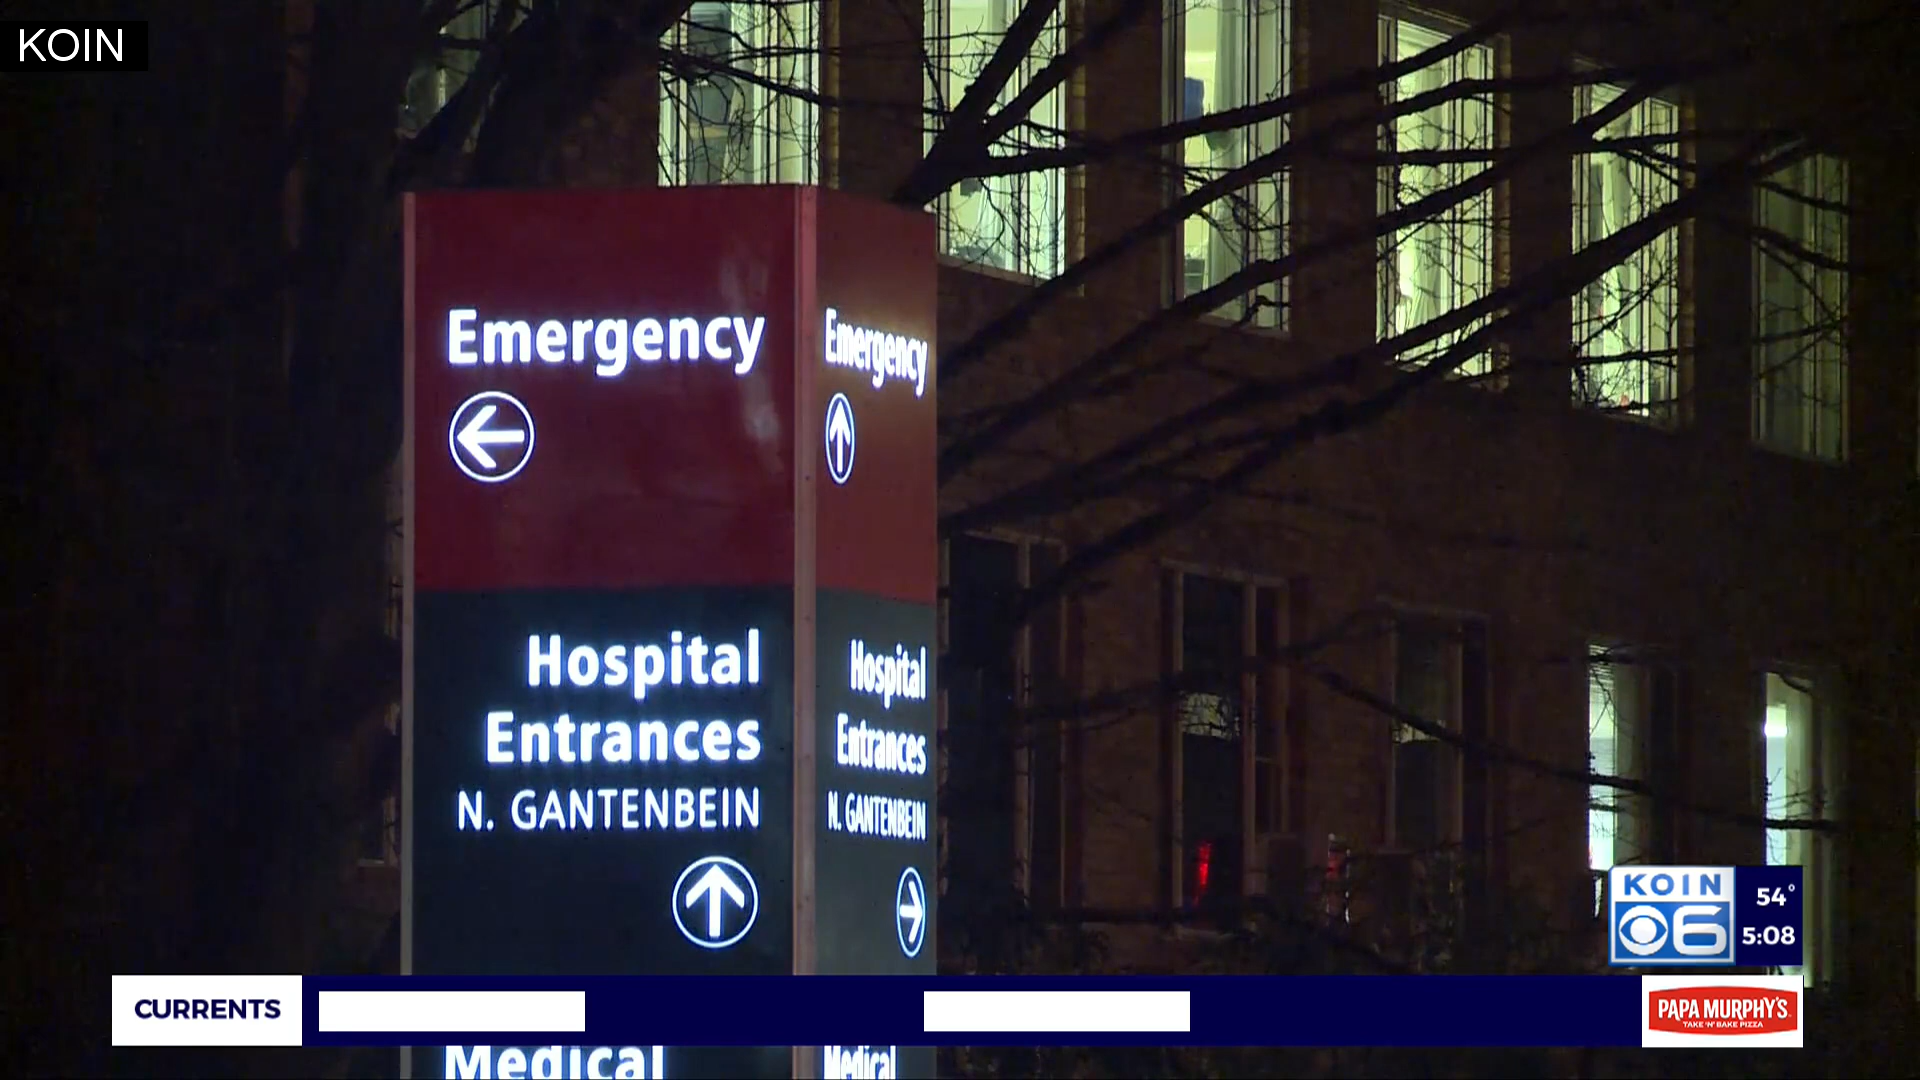 KOIN
Emergency
Emergency
Hospital
Entrances
N. GANTENBEIN
Hospital
Entrances
N. GANTENBEIN
KOIN
6
54°
5:08
CURRENTS
PAPA MURPHY'S
TAKE 'N' BAKE PIZZA
Medical
Medical